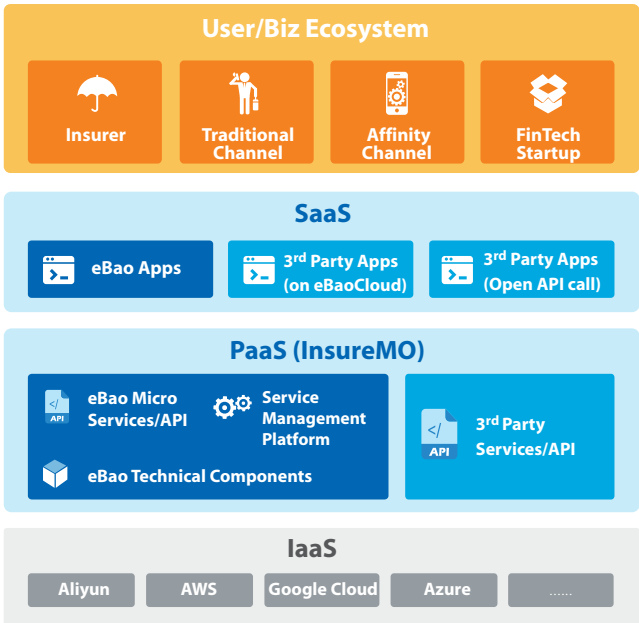 User/Biz Ecosystem
Insurer
Traditional
Channel
Affinity
Channel
FinTech
Startup
SaaS
eBao Apps
3rd Party Apps
(on eBaoCloud)
3rd Party Apps
(Open API call)
PaaS (InsureMO)
</>
API
eBao Micro
Services/API
Service
Management
Platform
eBao Technical Components
</>
API
3rd Party
Services/API
IaaS
Aliyun
AWS
Google Cloud
Azure
......